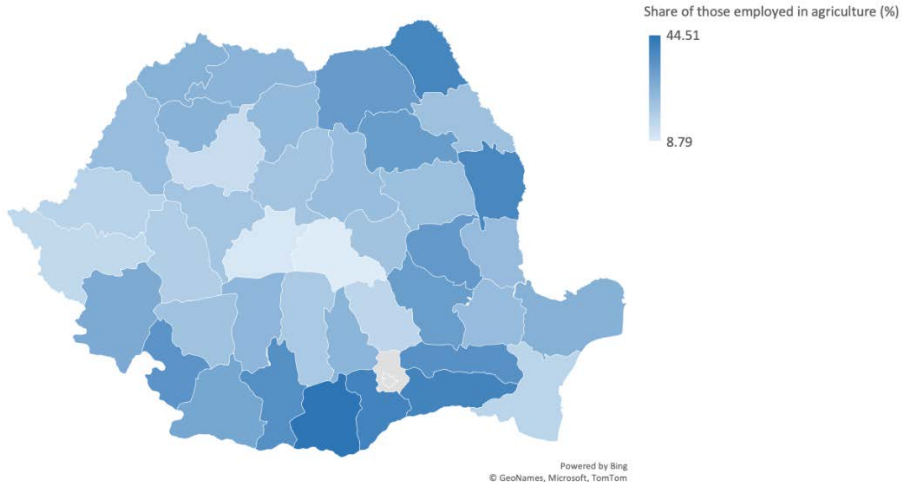 Share of those employed in agriculture (%)
44.51
8.79
Powered by Bing
© GeoNames, Microsoft, TomTom